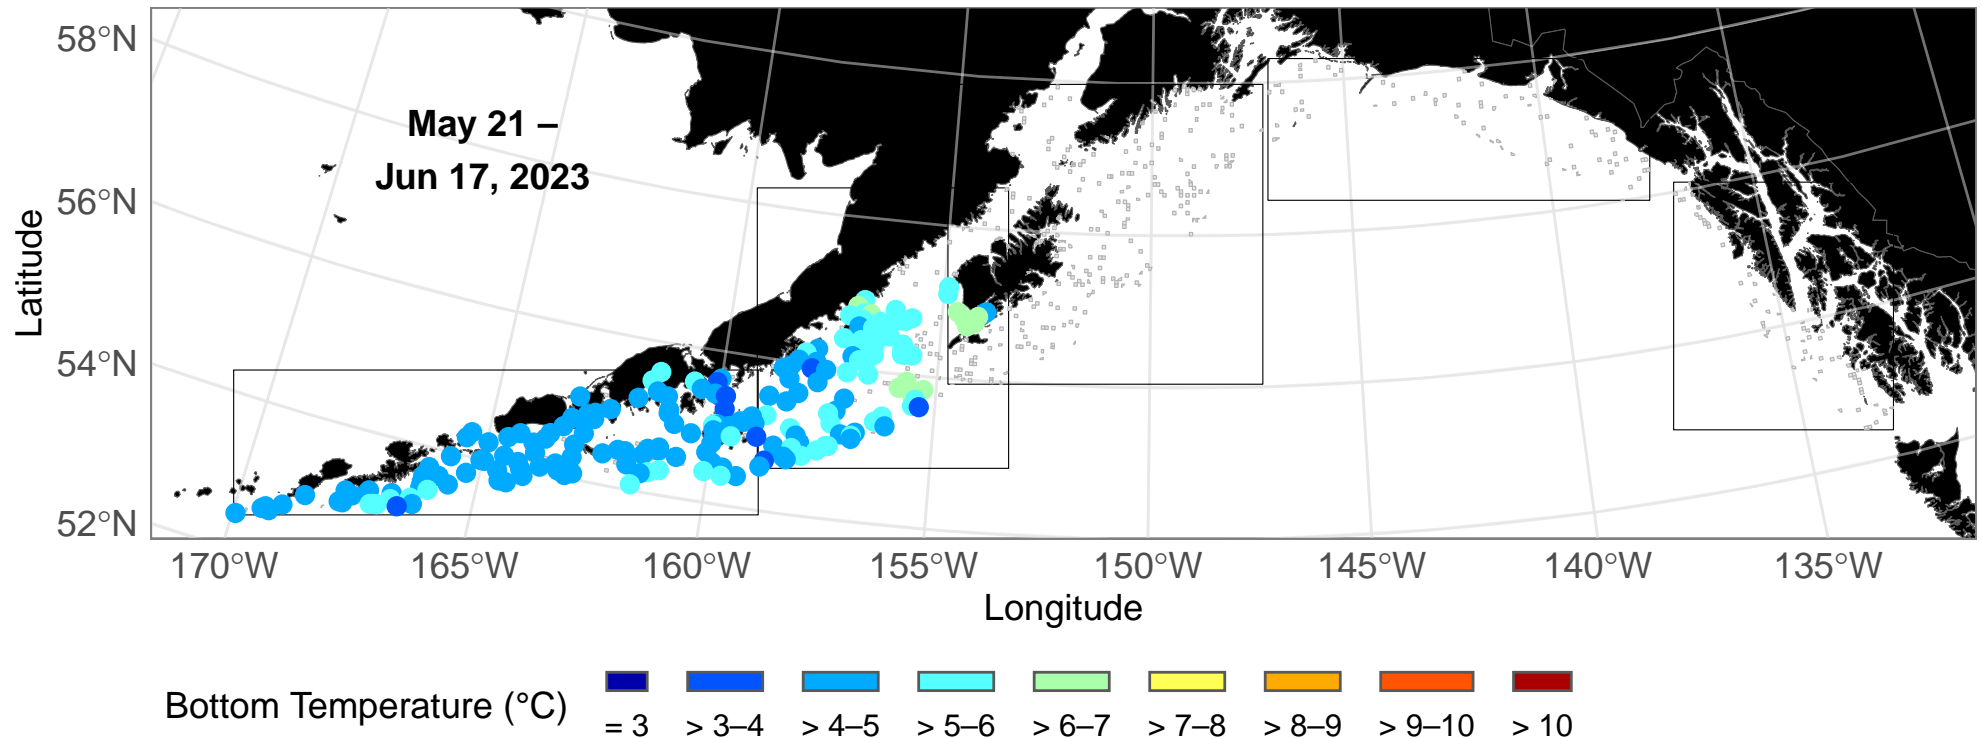 58°N
56°N
54°N
52°N
Latitude
May 21 –
Jun 17, 2023
170°W 165°W 160°W 155°W 150°W 145°W 140°W 135°W
Longitude
Bottom Temperature (°C)
= 3 > 3–4 > 4–5 > 5–6 > 6–7 > 7–8 > 8–9 > 9–10 > 10